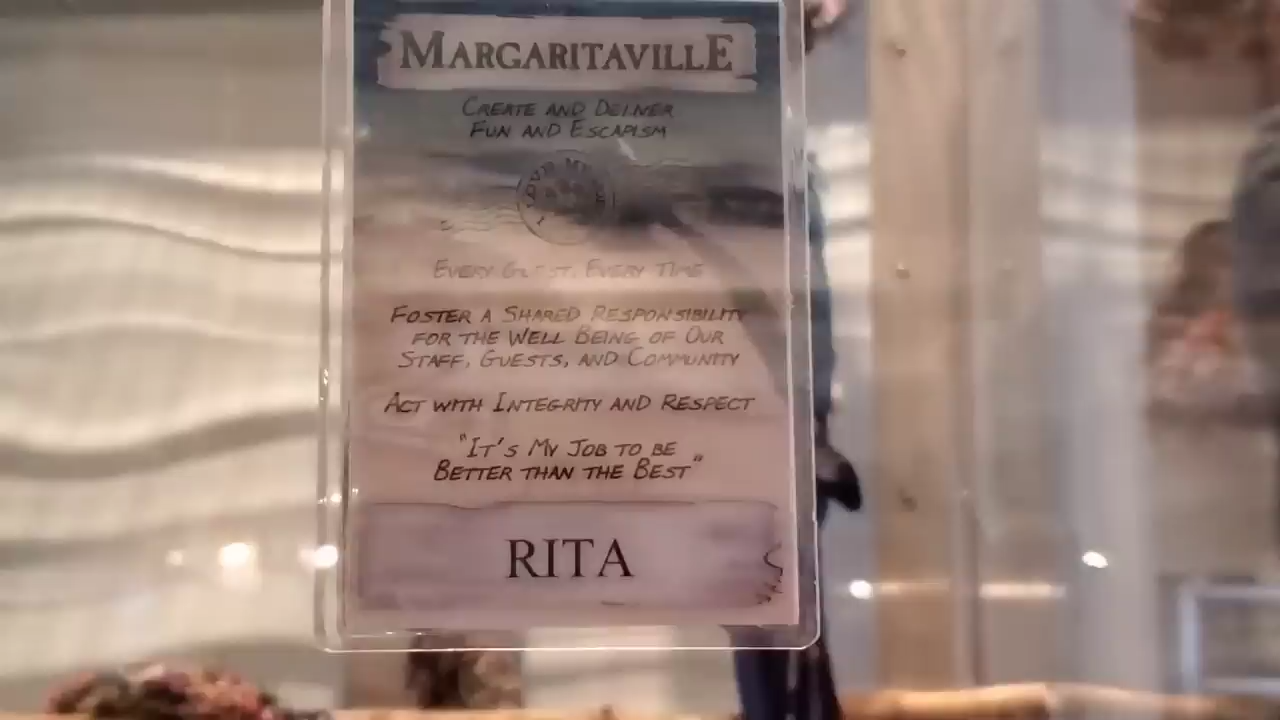 MARGARITAVILLE
CREATE AND DELIVER
FUN AND ESCAPISM
EVERY GUEST, EVERY TIME
FOSTER A SHARED RESPONSIBILITY
FOR THE WELL BEING OF OUR
STAFF, GUESTS, AND COMMUNITY
ACT WITH INTEGRITY AND RESPECT
"IT'S MY JOB TO BE
BETTER THAN THE BEST"
RITA